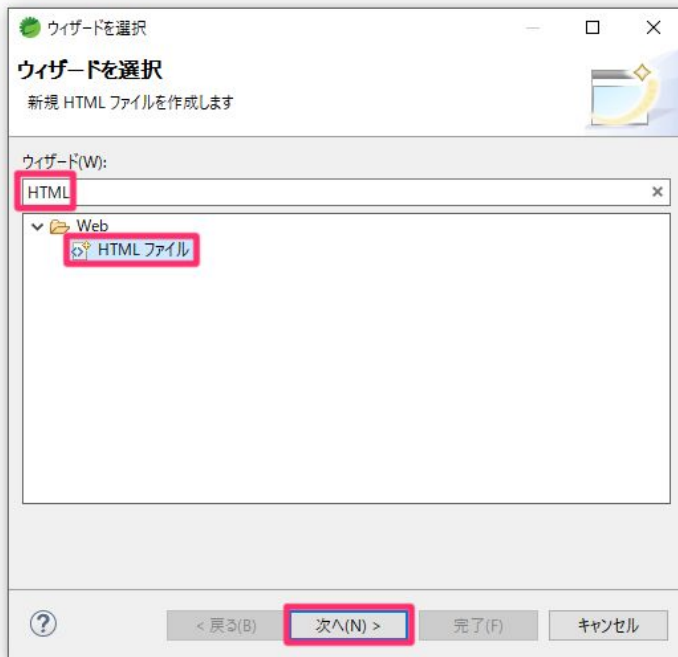 ウィザードを選択
ウィザードを選択
新規 HTML ファイルを作成します
ウィザード(W):
HTML
Web
HTML ファイル
< 戻る(B)
次へ(N) >
完了(F)
キャンセル